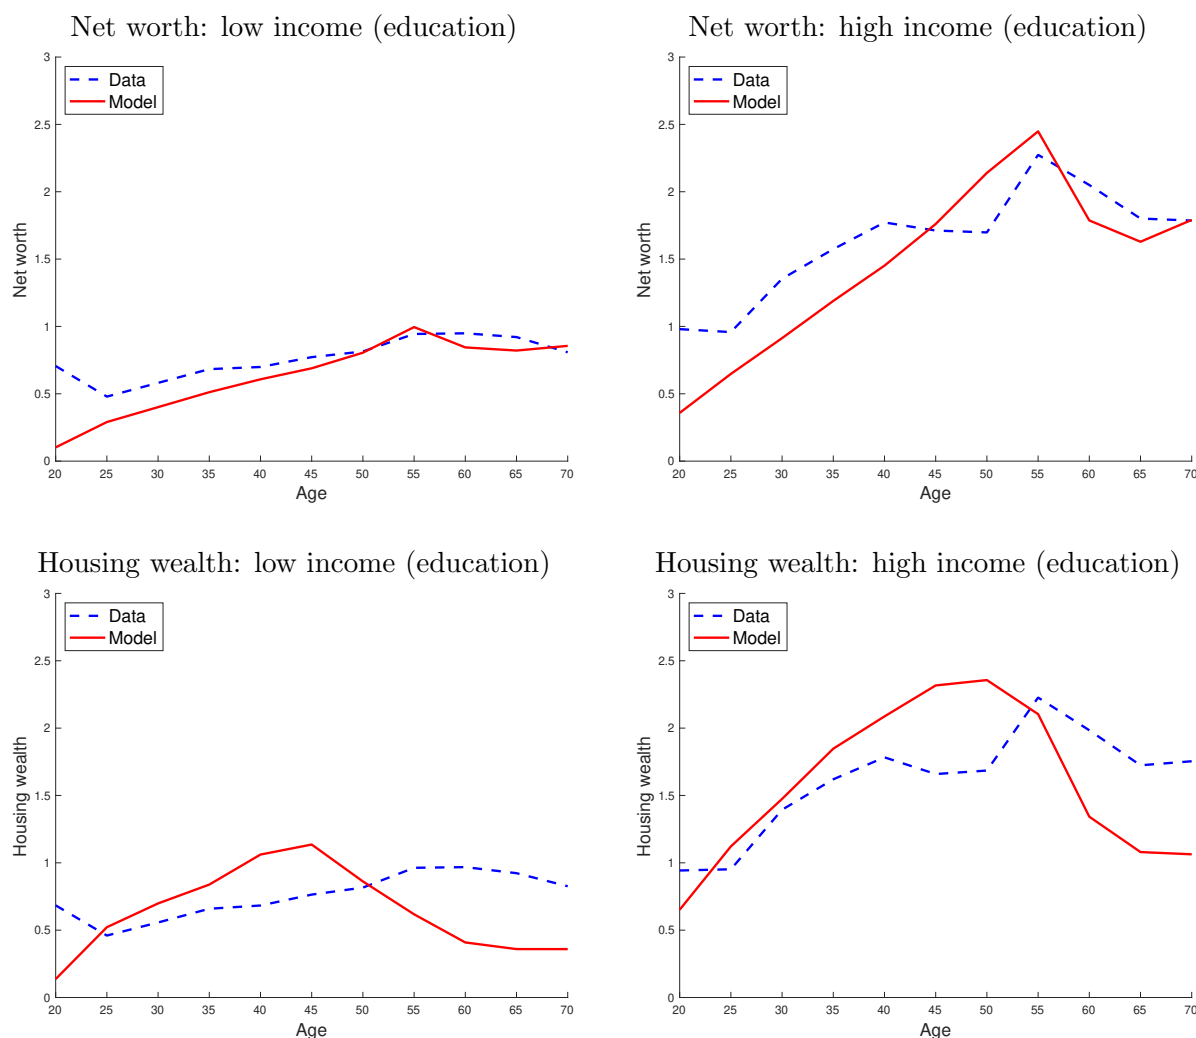 Net worth: low income (education)
3
2.5
2
1.5
1
0.5
0
Net worth
Data
Model
20 25 30 35 40 45 50 55 60 65 70
Age
Net worth: high income (education)
3
2.5
2
1.5
1
0.5
0
Net worth
Data
Model
20 25 30 35 40 45 50 55 60 65 70
Age
Housing wealth: low income (education)
3
2.5
2
1.5
1
0.5
0
Housing wealth
Data
Model
20 25 30 35 40 45 50 55 60 65 70
Age
Housing wealth: high income (education)
3
2.5
2
1.5
1
0.5
0
Housing wealth
Data
Model
20 25 30 35 40 45 50 55 60 65 70
Age